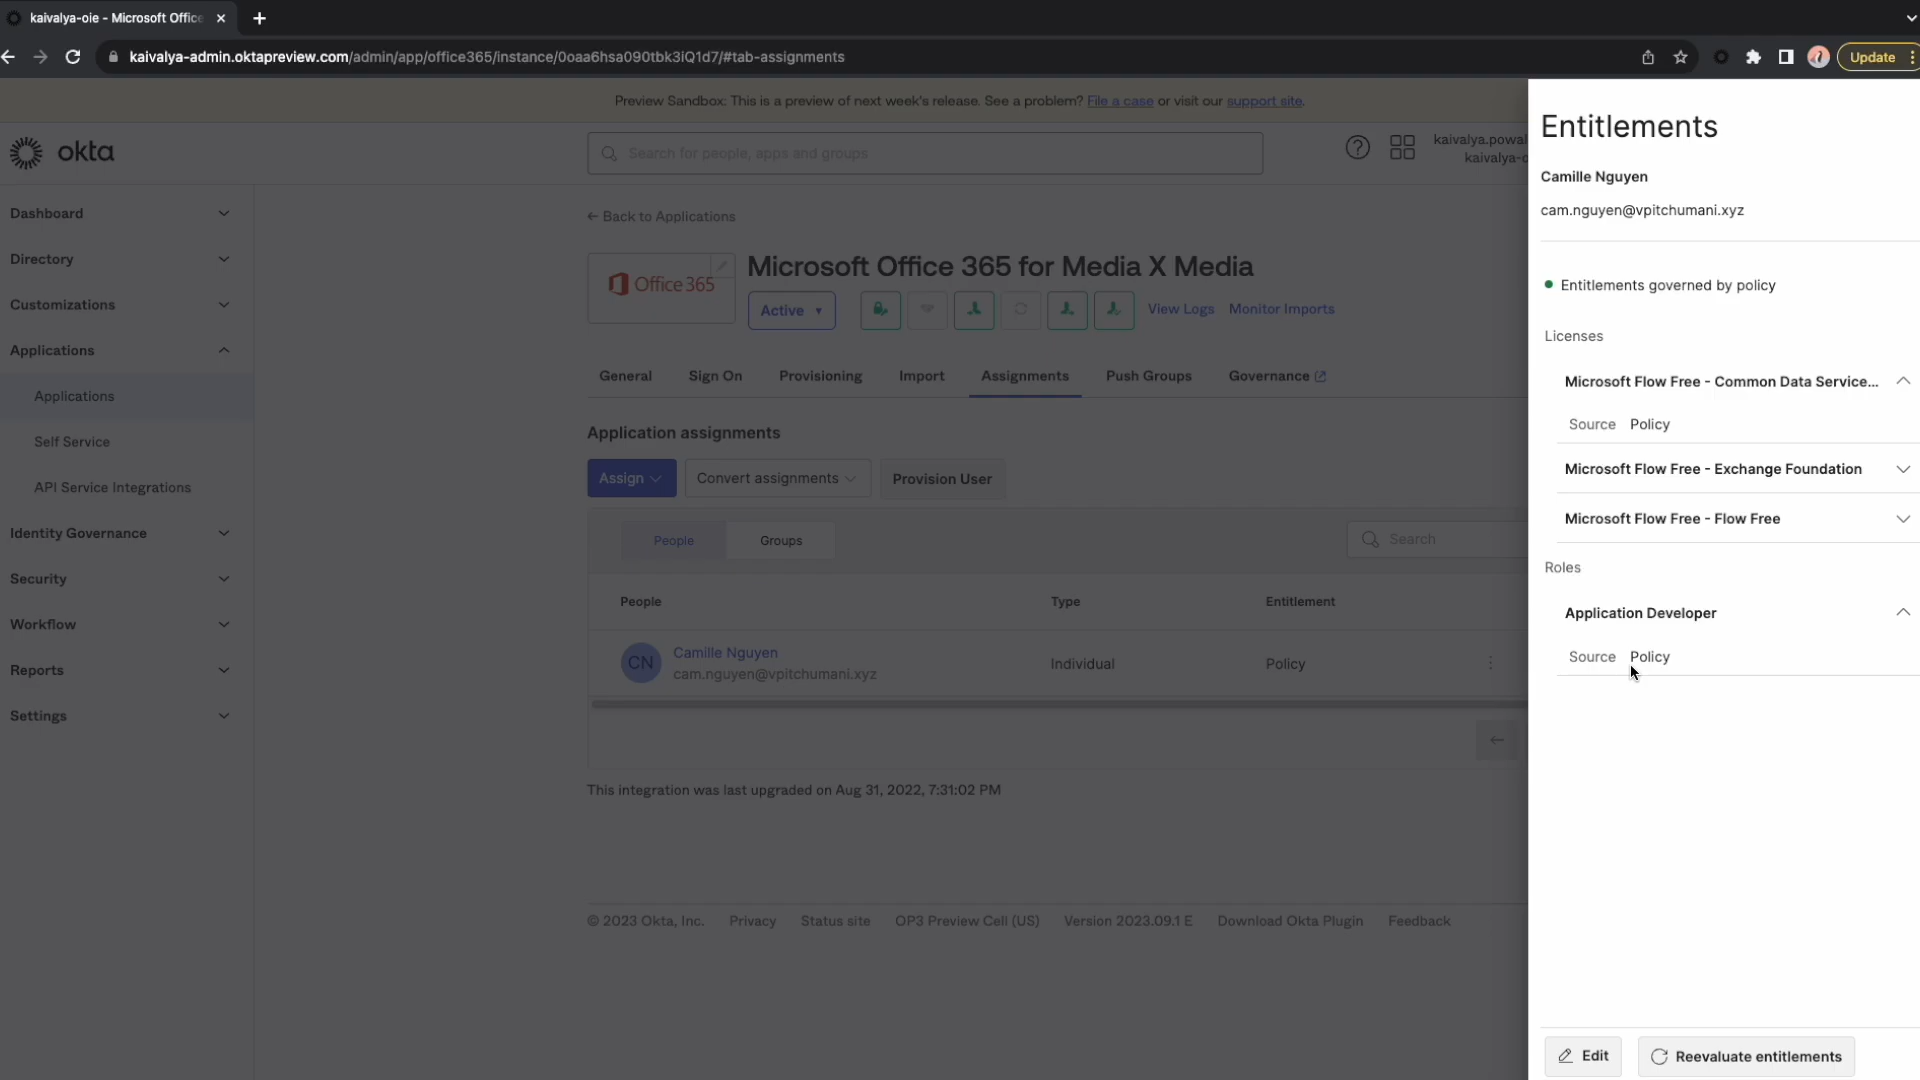 kaivalya-oie - Microsoft Office
kaivalya-admin.oktapreview.com/admin/app/office365/instance/0oaa6hsa090tbk3iQ1d7/#tab-assignments
Update
Preview Sandbox: This is a preview of next week's release. See a problem? File a case or visit our support site.
okta
Search for people, apps and groups
kaivalya.powal
kaivalya-o
Dashboard
Directory
Customizations
Applications
Applications
Self Service
API Service Integrations
Identity Governance
Security
Workflow
Reports
Settings
← Back to Applications
Office 365
Microsoft Office 365 for Media X Media
Active
View Logs
Monitor Imports
General
Sign On
Provisioning
Import
Assignments
Push Groups
Governance
Application assignments
Assign
Convert assignments
Provision User
People
Groups
Search
People
Type
Entitlement
CN
Camille Nguyen
cam.nguyen@vpitchumani.xyz
Individual
Policy
This integration was last upgraded on Aug 31, 2022, 7:31:02 PM
© 2023 Okta, Inc.
Privacy
Status site
OP3 Preview Cell (US)
Version 2023.09.1 E
Download Okta Plugin
Feedback
Entitlements
Camille Nguyen
cam.nguyen@vpitchumani.xyz
Entitlements governed by policy
Licenses
Microsoft Flow Free - Common Data Service...
Source Policy
Microsoft Flow Free - Exchange Foundation
Microsoft Flow Free - Flow Free
Roles
Application Developer
Source Policy
Edit
Reevaluate entitlements